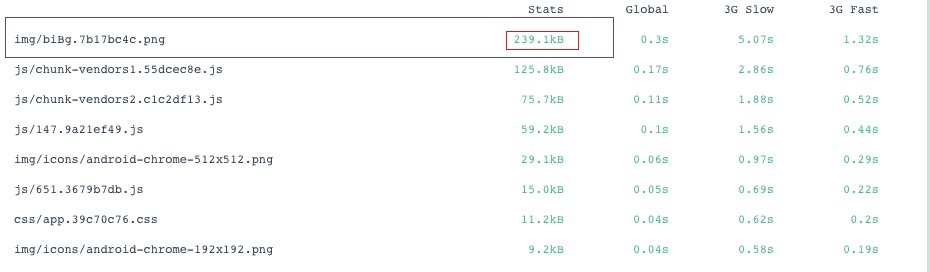 Stats Global 3G Slow 3G Fast
img/biBg.7b17bc4c.png 239.1kB 0.3s 5.07s 1.32s
js/chunk-vendors1.55dcec8e.js 125.8kB 0.17s 2.86s 0.76s
js/chunk-vendors2.c1c2df13.js 75.7kB 0.11s 1.88s 0.52s
js/147.9a21ef49.js 59.2kB 0.1s 1.56s 0.44s
img/icons/android-chrome-512x512.png 29.1kB 0.06s 0.97s 0.29s
js/651.3679b7db.js 15.0kB 0.05s 0.69s 0.22s
css/app.39c70c76.css 11.2kB 0.04s 0.62s 0.2s
img/icons/android-chrome-192x192.png 9.2kB 0.04s 0.58s 0.19s